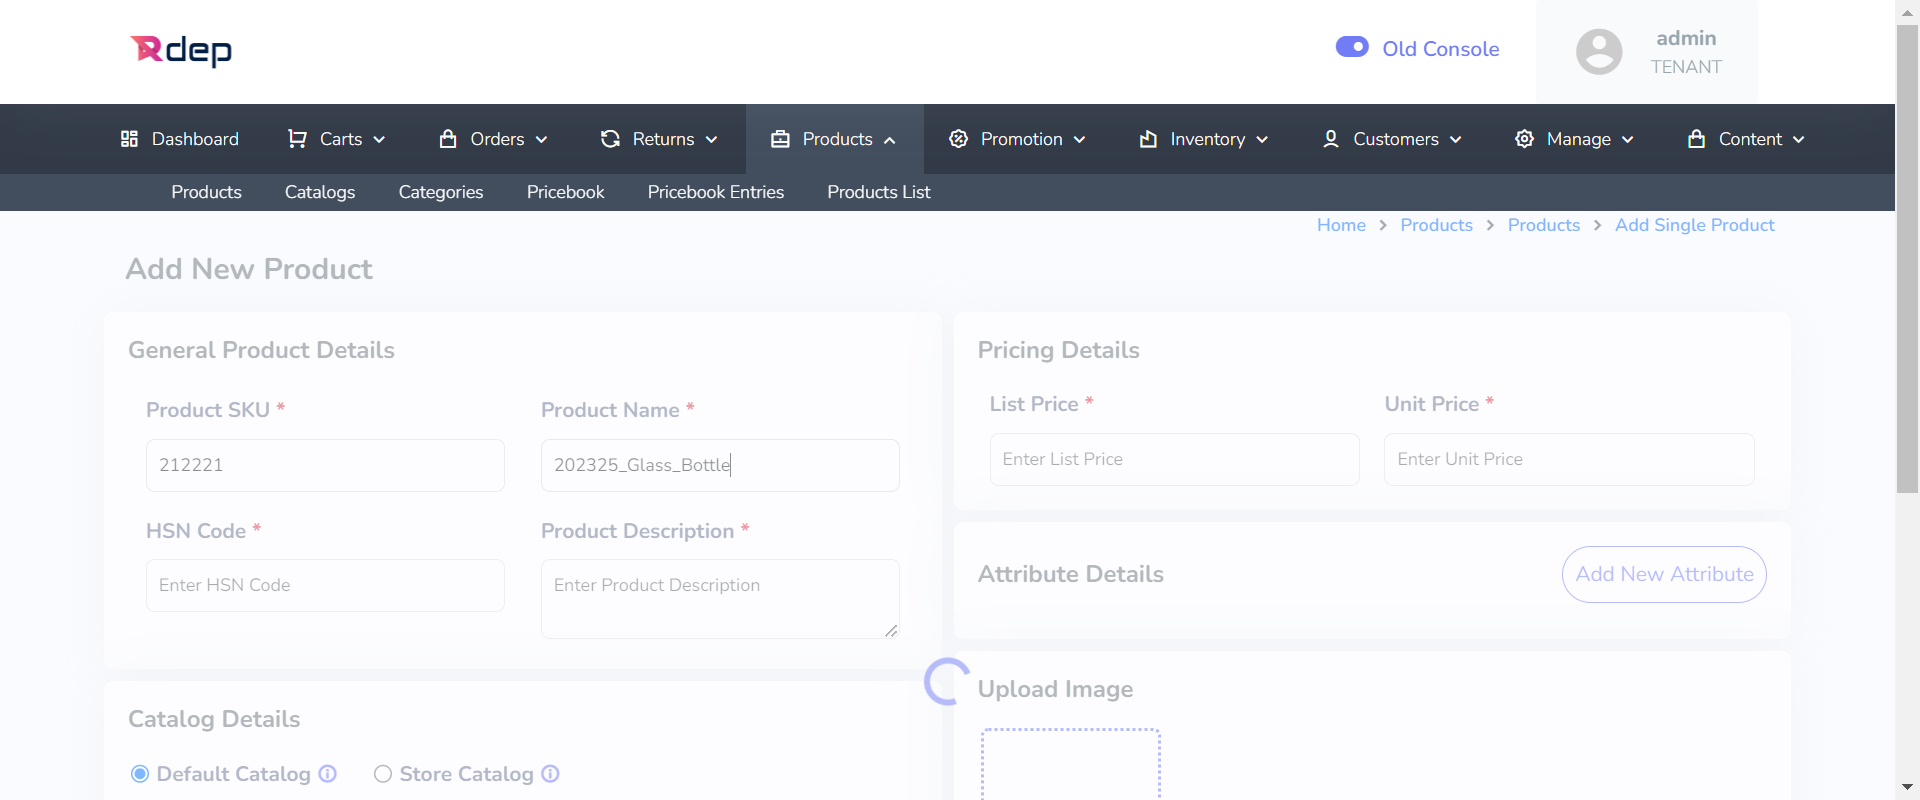 Rdep
Old Console
admin
TENANT
Dashboard Carts Orders Returns Products Promotion Inventory Customers Manage Content
Products Catalogs Categories Pricebook Pricebook Entries Products List
Home Products Products Add Single Product
Add New Product
General Product Details
Product SKU * Product Name *
212221 202325_Glass_Bottle
HSN Code * Product Description *
Enter HSN Code Enter Product Description
Catalog Details
Default Catalog Store Catalog
Pricing Details
List Price * Unit Price *
Enter List Price Enter Unit Price
Attribute Details Add New Attribute
Upload Image